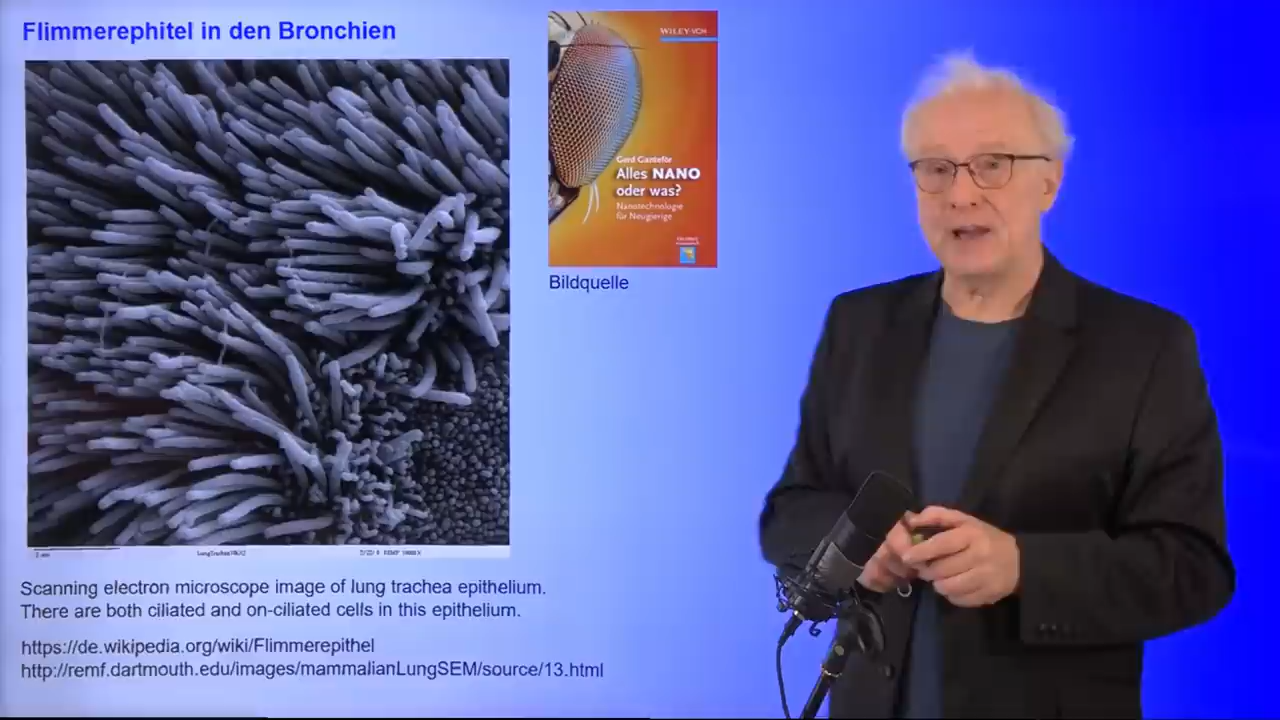 Flimmerephitel in den Bronchien
WILEY-VCH
Gerd Ganteför
Alles NANO
oder was?
Nanotechnologie
für Neugierige
Bildquelle
Scanning electron microscope image of lung trachea epithelium.
There are both ciliated and on-ciliated cells in this epithelium.
https://de.wikipedia.org/wiki/Flimmerepithel
http://remf.dartmouth.edu/images/mammalianLungSEM/source/13.html